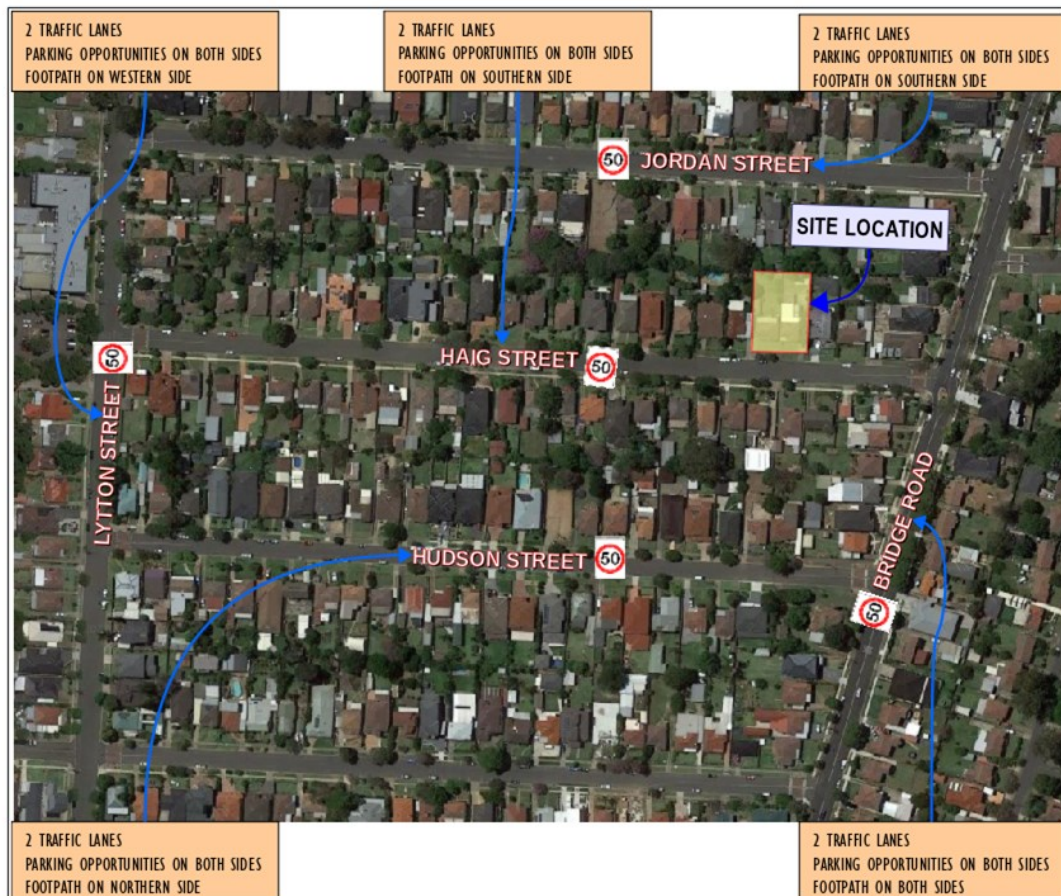 2 TRAFFIC LANES
PARKING OPPORTUNITIES ON BOTH SIDES
FOOTPATH ON WESTERN SIDE
2 TRAFFIC LANES
PARKING OPPORTUNITIES ON BOTH SIDES
FOOTPATH ON SOUTHERN SIDE
2 TRAFFIC LANES
PARKING OPPORTUNITIES ON BOTH SIDES
FOOTPATH ON SOUTHERN SIDE
50 JORDAN STREET
SITE LOCATION
HAIG STREET 50
50
LYTTON STREET
HUDSON STREET 50
BRIDGE ROAD
50
2 TRAFFIC LANES
PARKING OPPORTUNITIES ON BOTH SIDES
FOOTPATH ON NORTHERN SIDE
2 TRAFFIC LANES
PARKING OPPORTUNITIES ON BOTH SIDES
FOOTPATH ON BOTH SIDES